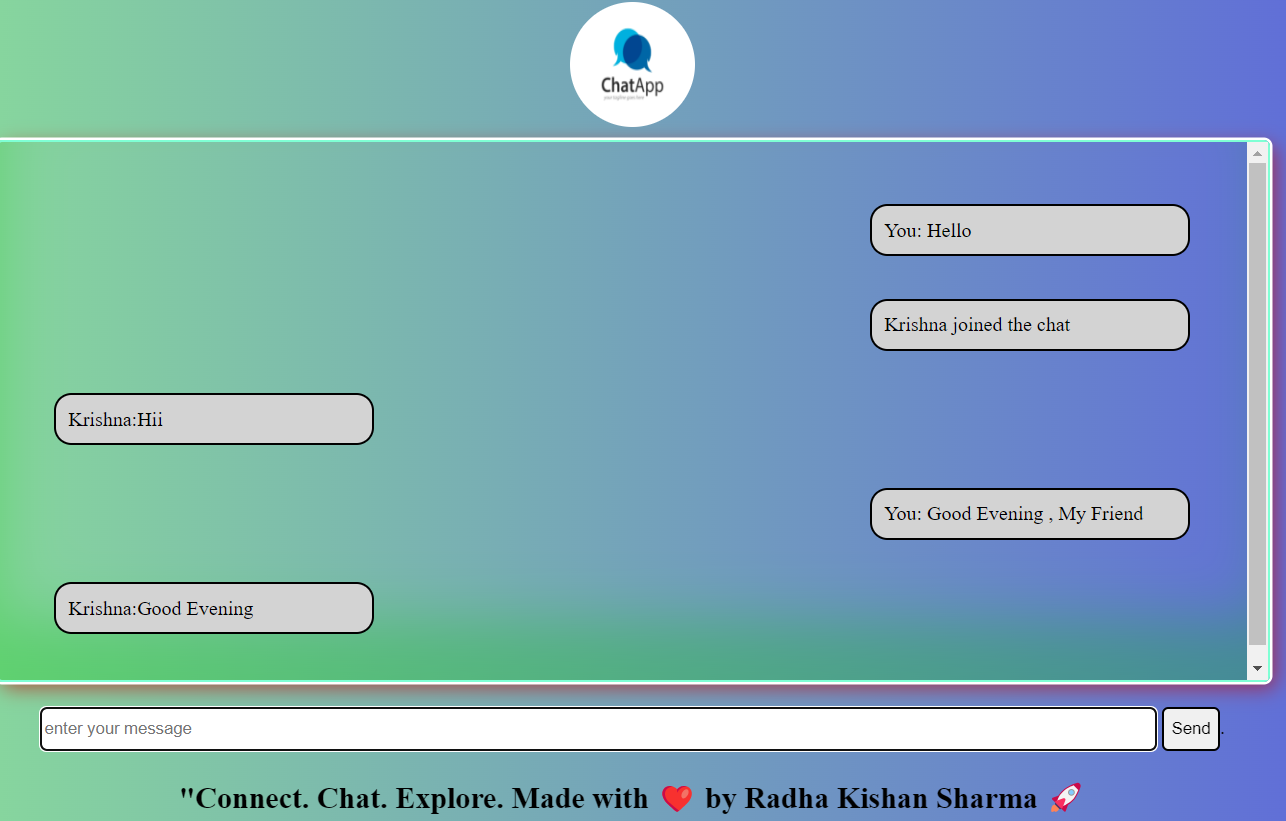 ChatApp
You: Hello
Krishna joined the chat
Krishna:Hii
You: Good Evening , My Friend
Krishna:Good Evening
enter your message
Send .
"Connect. Chat. Explore. Made with ❤️ by Radha Kishan Sharma 🚀